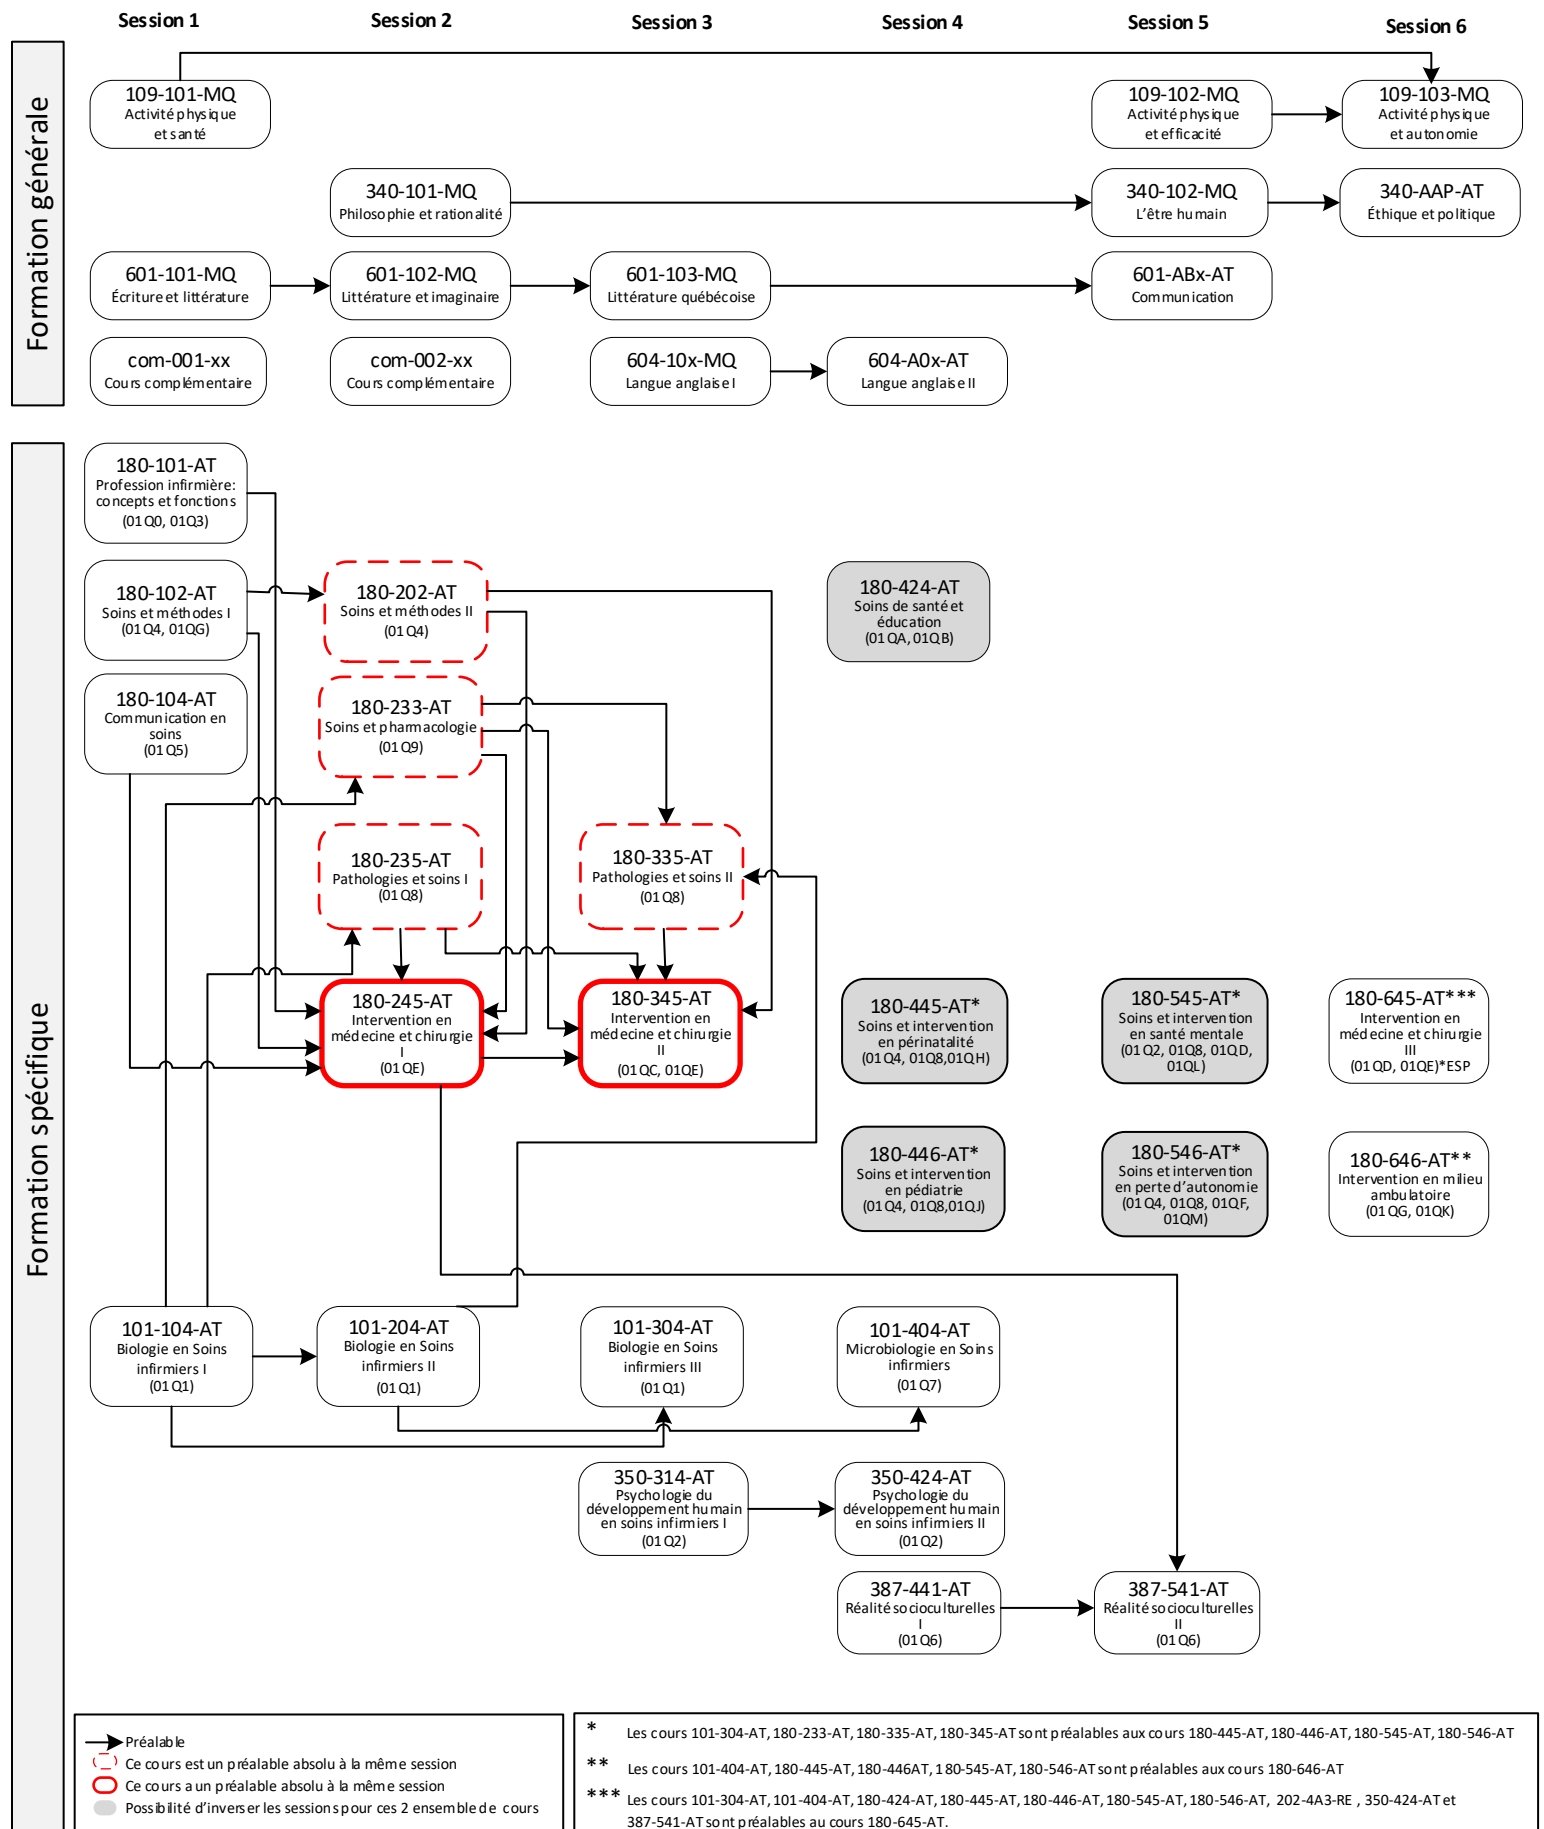 Session 1
Session 2
Session 3
Session 4
Session 5
Session 6
Formation générale
109-101-MQ
Activité physique
et santé
109-102-MQ
Activité physique
et efficacité
109-103-MQ
Activité physique
et autonomie
340-101-MQ
Philosophie et rationalité
340-102-MQ
L'être humain
340-AAP-AT
Éthique et politique
601-101-MQ
Écriture et littérature
601-102-MQ
Littérature et imaginaire
601-103-MQ
Littérature québécoise
601-ABx-AT
Communication
com-001-xx
Cours complémentaire
com-002-xx
Cours complémentaire
604-10x-MQ
Langue anglaise I
604-A0x-AT
Langue anglaise II
Formation spécifique
180-101-AT
Profession infirmière:
concepts et fonctions
(01Q0, 01Q3)
180-102-AT
Soins et méthodes I
(01Q4, 01QG)
180-202-AT
Soins et méthodes II
(01Q4)
180-424-AT
Soins de santé et
éducation
(01QA, 01QB)
180-104-AT
Communication en
soins
(01Q5)
180-233-AT
Soins et pharmacologie
(01Q9)
180-235-AT
Pathologies et soins I
(01Q8)
180-335-AT
Pathologies et soins II
(01Q8)
180-245-AT
Intervention en
médecine et chirurgie
I
(01QE)
180-345-AT
Intervention en
médecine et chirurgie
II
(01QC, 01QE)
180-445-AT*
Soins et intervention
en périnatalité
(01Q4, 01Q8,01QH)
180-545-AT*
Soins et intervention
en santé mentale
(01Q2, 01Q8, 01QD,
01QL)
180-645-AT***
Intervention en
médecine et chirurgie
III
(01QD, 01QE)*ESP
180-446-AT*
Soins et intervention
en pédiatrie
(01Q4, 01Q8,01QJ)
180-546-AT*
Soins et intervention
en perte d'autonomie
(01Q4, 01Q8, 01QF,
01QM)
180-646-AT**
Intervention en milieu
ambulatoire
(01QG, 01QK)
101-104-AT
Biologie en Soins
infirmiers I
(01Q1)
101-204-AT
Biologie en Soins
infirmiers II
(01Q1)
101-304-AT
Biologie en Soins
infirmiers III
(01Q1)
101-404-AT
Microbiologie en Soins
infirmiers
(01Q7)
350-314-AT
Psychologie du
développement humain
en soins infirmiers I
(01Q2)
350-424-AT
Psychologie du
développement humain
en soins infirmiers II
(01Q2)
387-441-AT
Réalité socioculturelles
I
(01Q6)
387-541-AT
Réalité socioculturelles
II
(01Q6)
Préalable
Ce cours est un préalable absolu à la même session
Ce cours a un préalable absolu à la même session
Possibilité d'inverser les sessions pour ces 2 ensemble de cours
* Les cours 101-304-AT, 180-233-AT, 180-335-AT, 180-345-AT sont préalables aux cours 180-445-AT, 180-446-AT, 180-545-AT, 180-546-AT
** Les cours 101-404-AT, 180-445-AT, 180-446AT, 180-545-AT, 180-546-AT sont préalables aux cours 180-646-AT
*** Les cours 101-304-AT, 101-404-AT, 180-424-AT, 180-445-AT, 180-446-AT, 180-545-AT, 180-546-AT, 202-4A3-RE , 350-424-AT et
387-541-AT sont préalables au cours 180-645-AT.